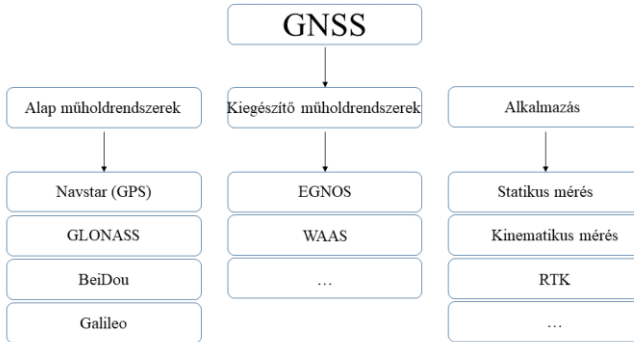 GNSS
Alap műholdrendszerek
Kiegészítő műholdrendszerek
Alkalmazás
Navstar (GPS)
EGNOS
Statikus mérés
GLONASS
WAAS
Kinematikus mérés
BeiDou
…
RTK
Galileo
…